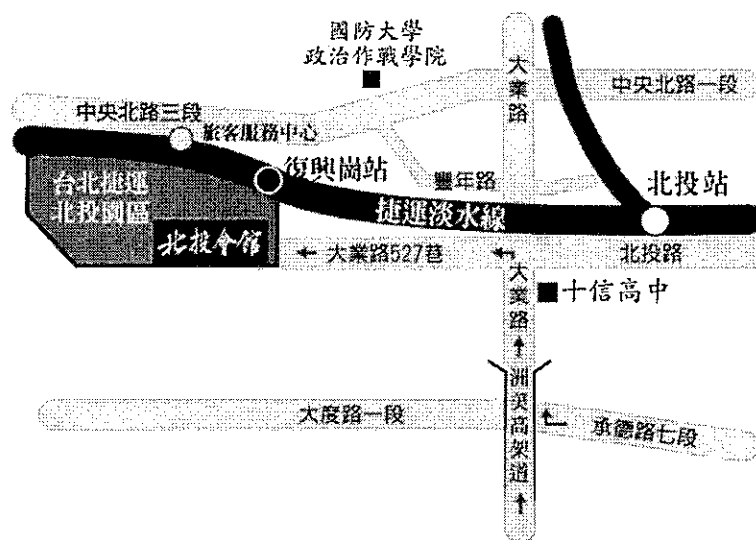 國防大學
政治作戰學院
大業路
中央北路一段
中央北路三段
旅客服務中心
復興崗站
豐年路
北投站
台北捷運
北投園區
捷運淡水線
北投會館
大業路527巷
北投路
大業路
十信高中
洲美高架道
大度路一段
承德路七段